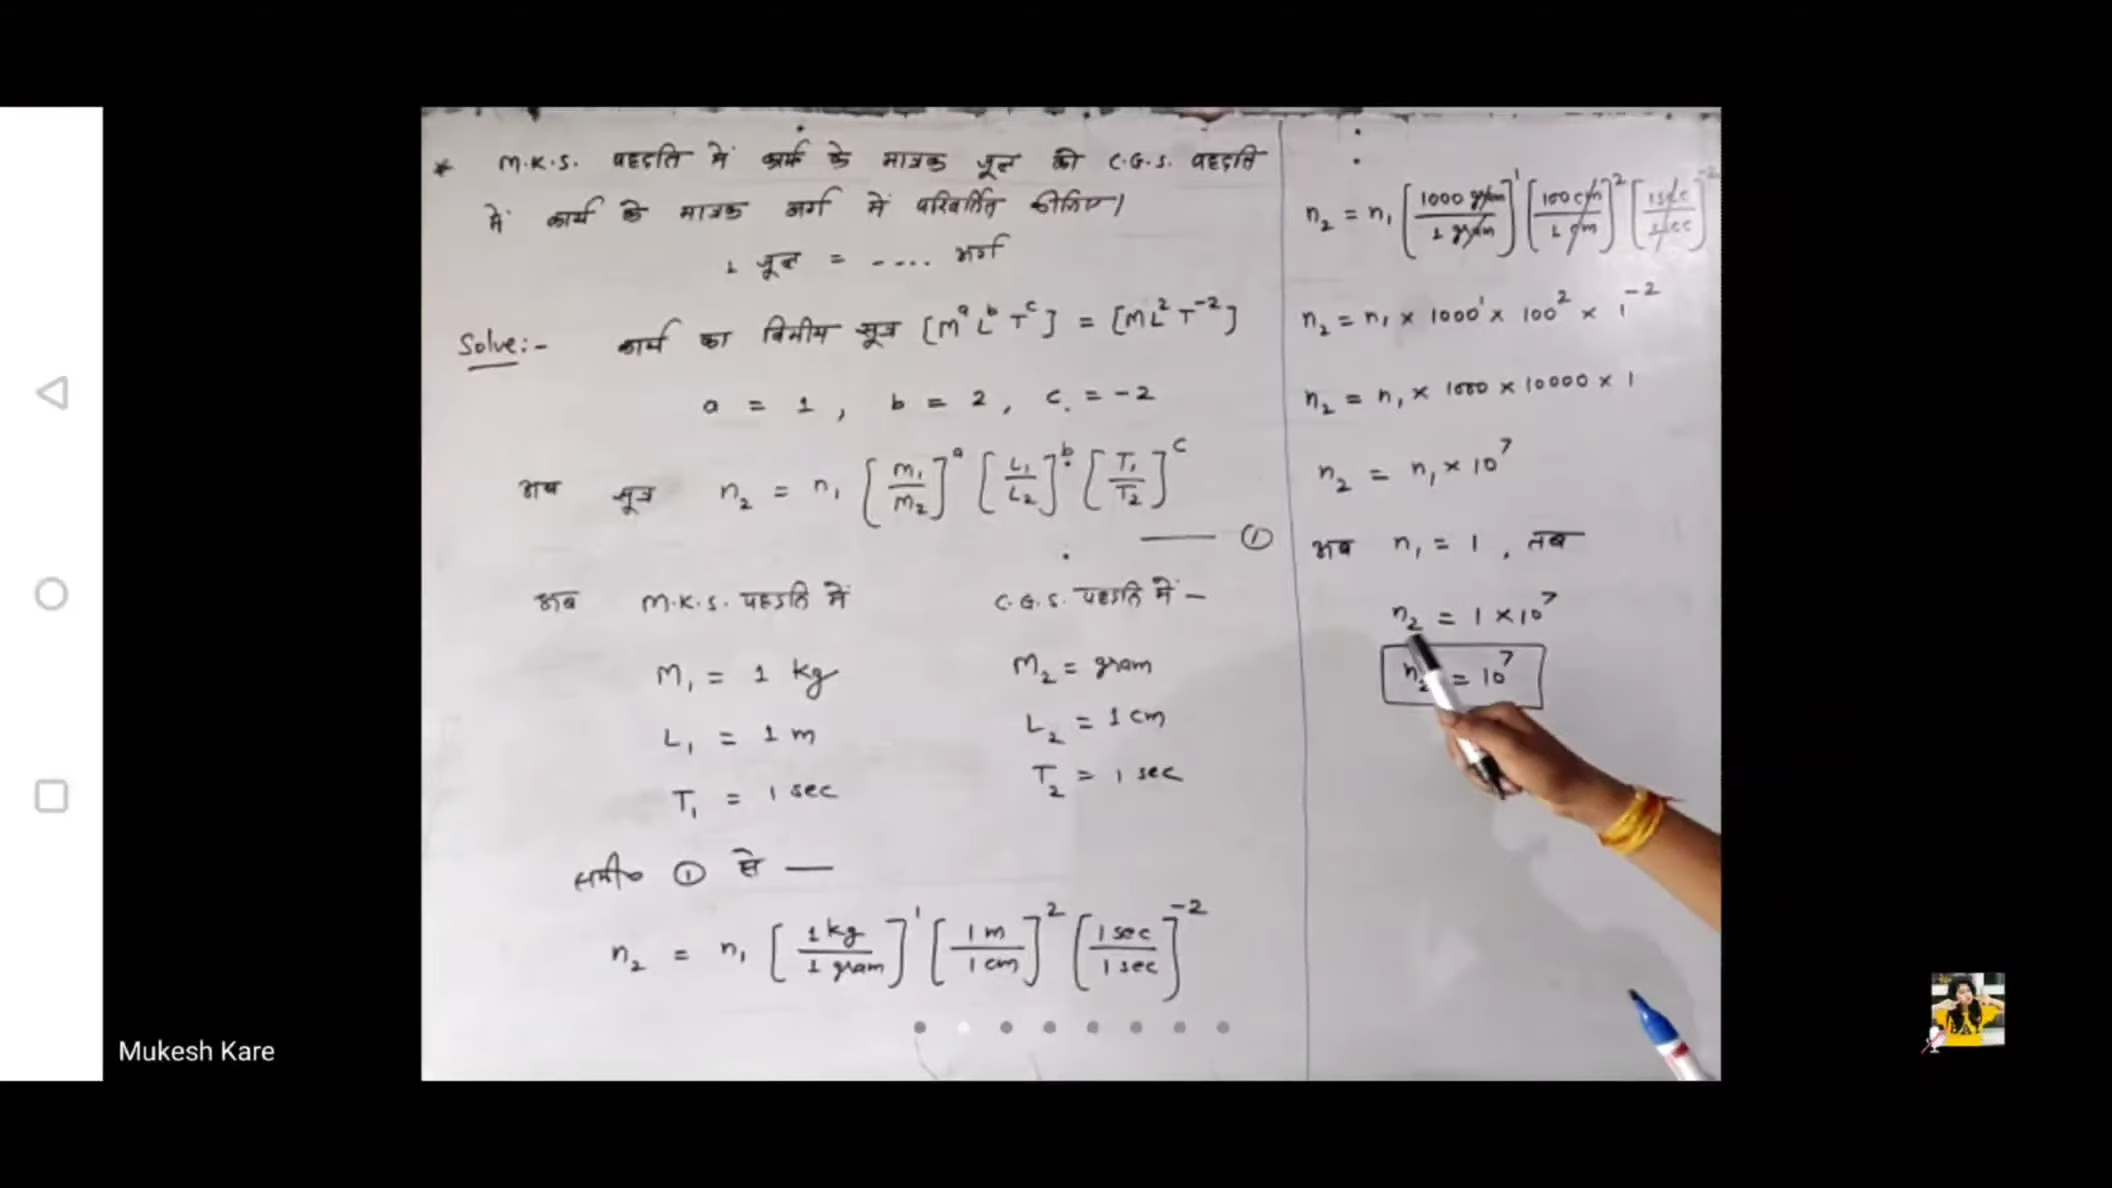 * M.K.S. पद्धति में कार्य के मात्रक जूल को C.G.S. पद्धति
में कार्य के मात्रक अर्ग में परिवर्तित कीजिए।
1 जूल = .... अर्ग
Solve:- कार्य का विमीय सूत्र [M^a L^b T^c] = [ML^2 T^-2]
a = 1, b = 2, c = -2
अब सूत्र n₂ = n₁ [M₁/M₂]^a [L₁/L₂]^b [T₁/T₂]^c
—— ①
अब M.K.S. पद्धति में C.G.S. पद्धति में —
M₁ = 1 kg M₂ = gram
L₁ = 1 m L₂ = 1 cm
T₁ = 1 sec T₂ = 1 sec
समी० ① से —
n₂ = n₁ [1 kg/1 gram]^1 [1 m/1 cm]^2 [1 sec/1 sec]^-2
n₂ = n₁ [1000 gram/1 gram]^1 [100 cm/1 cm]^2 [1 sec/1 sec]^-2
n₂ = n₁ × 1000^1 × 100^2 × 1^-2
n₂ = n₁ × 1000 × 10000 × 1
n₂ = n₁ × 10^7
अब n₁ = 1, तब
n₂ = 1 × 10^7
n₂ = 10^7
Mukesh Kare